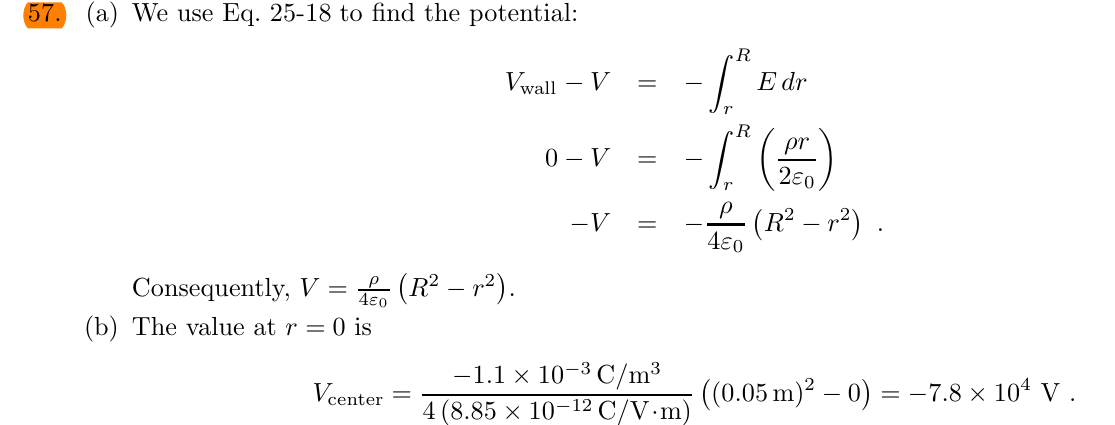 57. (a) We use Eq. 25-18 to find the potential:
V_wall − V = − ∫_r^R E dr
0 − V = − ∫_r^R (ρr / 2ε₀)
−V = − ρ/4ε₀ (R² − r²) .
Consequently, V = ρ/4ε₀ (R² − r²).
(b) The value at r = 0 is
V_center = −1.1 × 10⁻³ C/m³ / 4 (8.85 × 10⁻¹² C/V·m) ((0.05 m)² − 0) = −7.8 × 10⁴ V .